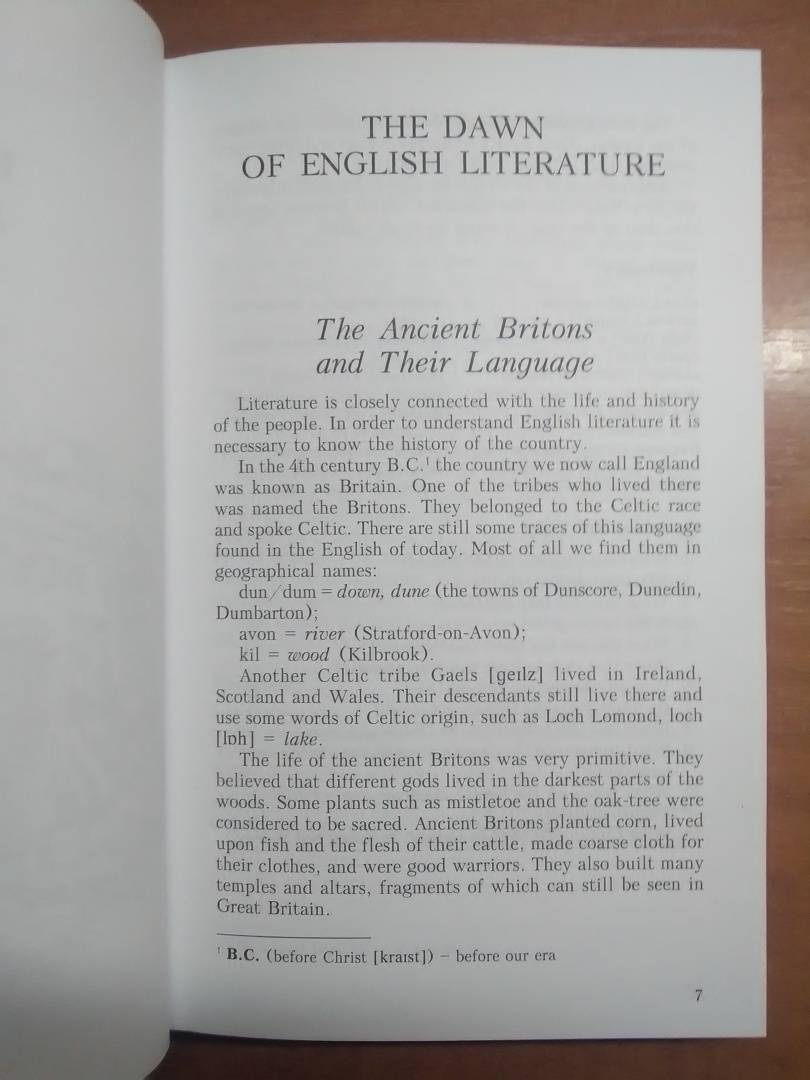 THE DAWN
OF ENGLISH LITERATURE
The Ancient Britons
and Their Language
Literature is closely connected with the life and history
of the people. In order to understand English literature it is
necessary to know the history of the country.
In the 4th century B.C.¹ the country we now call England
was known as Britain. One of the tribes who lived there
was named the Britons. They belonged to the Celtic race
and spoke Celtic. There are still some traces of this language
found in the English of today. Most of all we find them in
geographical names:
dun/dum = down, dune (the towns of Dunscore, Dunedin,
Dumbarton);
avon = river (Stratford-on-Avon);
kil = wood (Kilbrook).
Another Celtic tribe Gaels [geɪlz] lived in Ireland,
Scotland and Wales. Their descendants still live there and
use some words of Celtic origin, such as Loch Lomond, loch
[lɒh] = lake.
The life of the ancient Britons was very primitive. They
believed that different gods lived in the darkest parts of the
woods. Some plants such as mistletoe and the oak-tree were
considered to be sacred. Ancient Britons planted corn, lived
upon fish and the flesh of their cattle, made coarse cloth for
their clothes, and were good warriors. They also built many
temples and altars, fragments of which can still be seen in
Great Britain.
¹ B.C. (before Christ [kraɪst]) – before our era
7